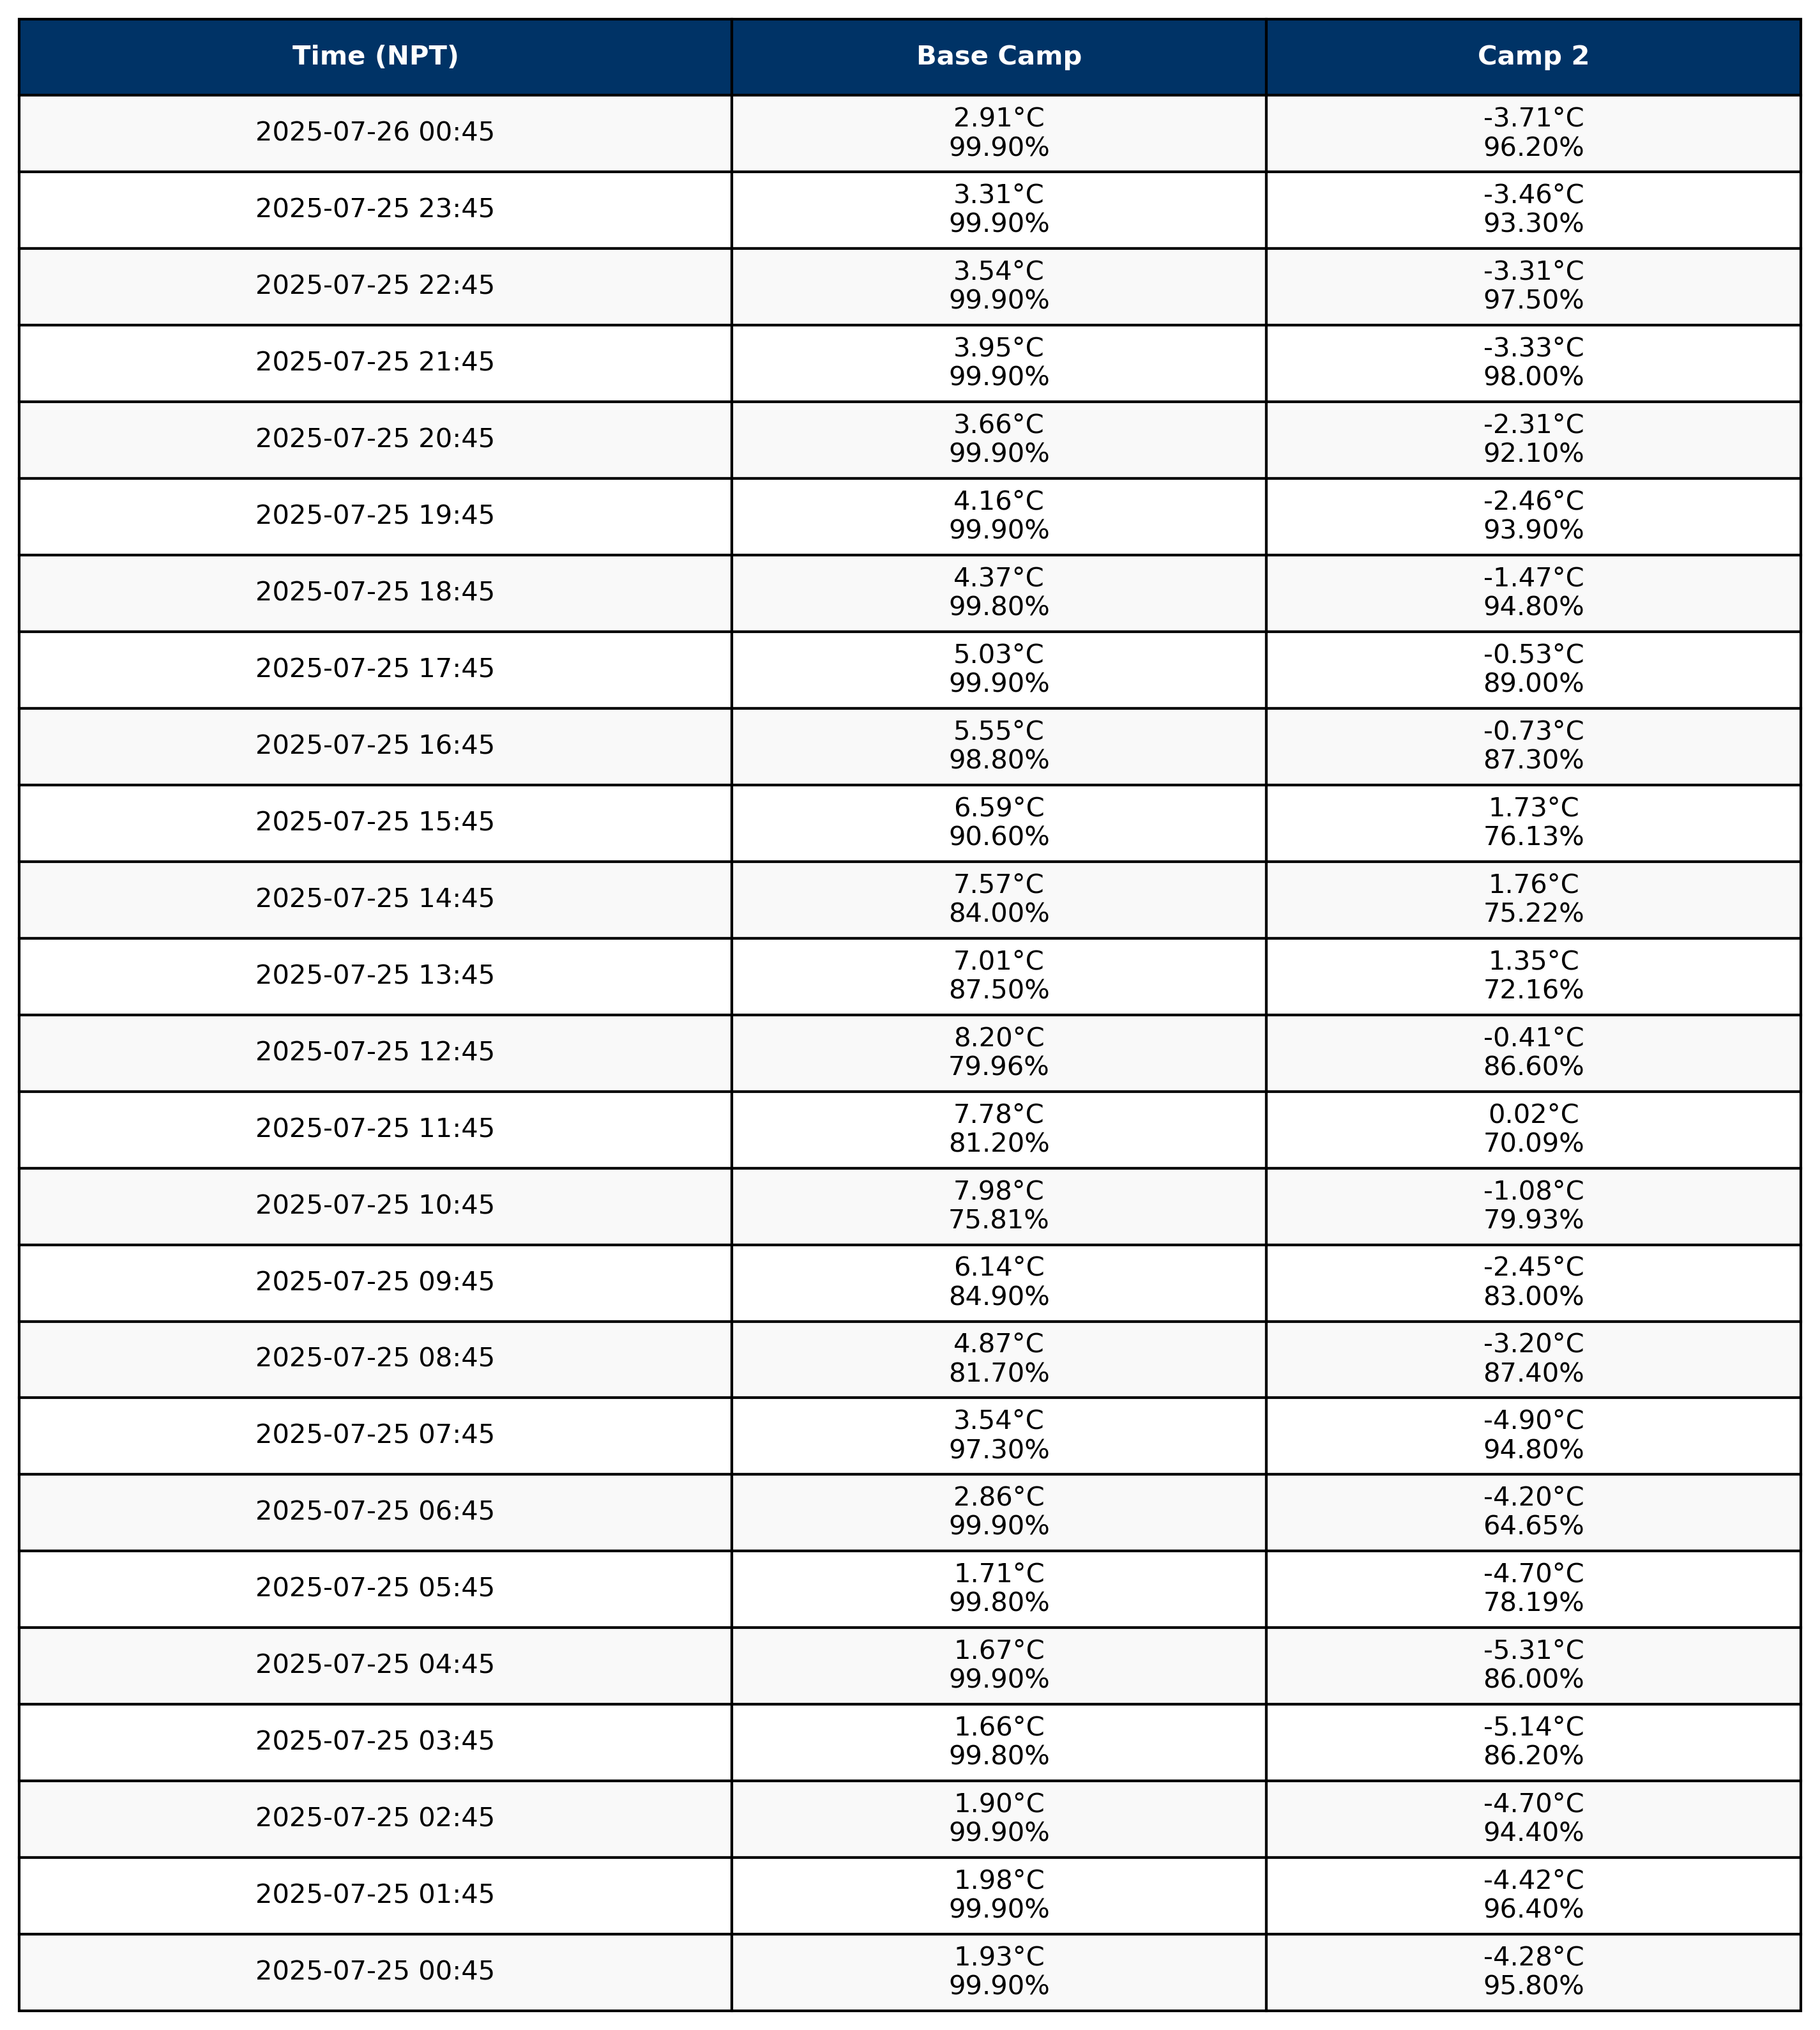 Time (NPT) Base Camp Camp 2
2025-07-26 00:45
2.91°C
99.90%
-3.71°C
96.20%
2025-07-25 23:45
3.31°C
99.90%
-3.46°C
93.30%
2025-07-25 22:45
3.54°C
99.90%
-3.31°C
97.50%
2025-07-25 21:45
3.95°C
99.90%
-3.33°C
98.00%
2025-07-25 20:45
3.66°C
99.90%
-2.31°C
92.10%
2025-07-25 19:45
4.16°C
99.90%
-2.46°C
93.90%
2025-07-25 18:45
4.37°C
99.80%
-1.47°C
94.80%
2025-07-25 17:45
5.03°C
99.90%
-0.53°C
89.00%
2025-07-25 16:45
5.55°C
98.80%
-0.73°C
87.30%
2025-07-25 15:45
6.59°C
90.60%
1.73°C
76.13%
2025-07-25 14:45
7.57°C
84.00%
1.76°C
75.22%
2025-07-25 13:45
7.01°C
87.50%
1.35°C
72.16%
2025-07-25 12:45
8.20°C
79.96%
-0.41°C
86.60%
2025-07-25 11:45
7.78°C
81.20%
0.02°C
70.09%
2025-07-25 10:45
7.98°C
75.81%
-1.08°C
79.93%
2025-07-25 09:45
6.14°C
84.90%
-2.45°C
83.00%
2025-07-25 08:45
4.87°C
81.70%
-3.20°C
87.40%
2025-07-25 07:45
3.54°C
97.30%
-4.90°C
94.80%
2025-07-25 06:45
2.86°C
99.90%
-4.20°C
64.65%
2025-07-25 05:45
1.71°C
99.80%
-4.70°C
78.19%
2025-07-25 04:45
1.67°C
99.90%
-5.31°C
86.00%
2025-07-25 03:45
1.66°C
99.80%
-5.14°C
86.20%
2025-07-25 02:45
1.90°C
99.90%
-4.70°C
94.40%
2025-07-25 01:45
1.98°C
99.90%
-4.42°C
96.40%
2025-07-25 00:45
1.93°C
99.90%
-4.28°C
95.80%